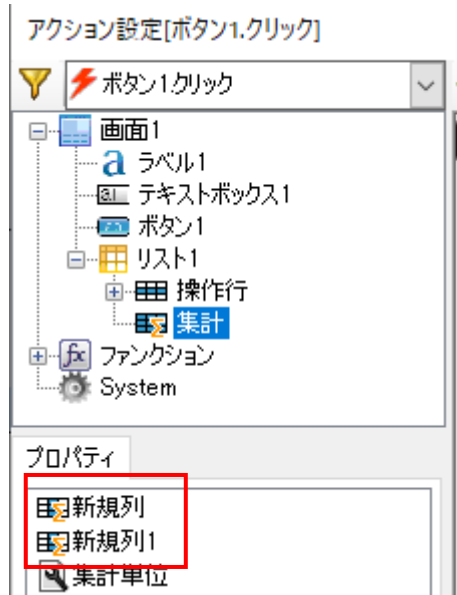 アクション設定[ボタン1.クリック]
ボタン1.クリック
画面1
a ラベル1
a テキストボックス1
ボタン1
リスト1
操作行
集計
fx ファンクション
System
プロパティ
新規列
新規列1
集計単位